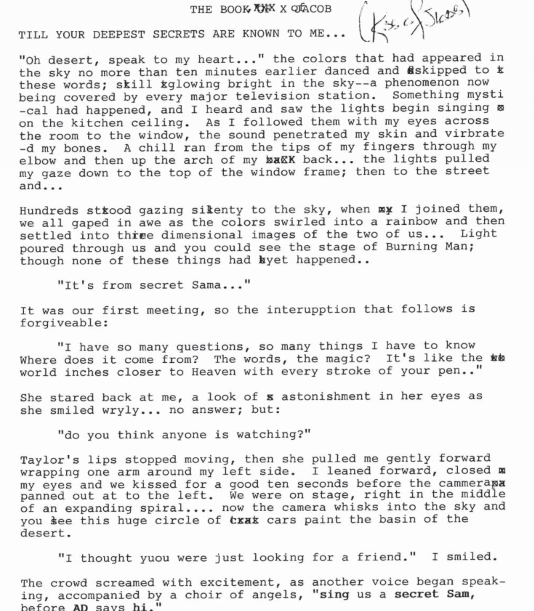 THE BOOK OF X JACOB
TILL YOUR DEEPEST SECRETS ARE KNOWN TO ME...
"Oh desert, speak to my heart..." the colors that had appeared in
the sky no more than ten minutes earlier danced and skipped to
these words; still glowing bright in the sky--a phenomenon now
being covered by every major television station. Something mysti
-cal had happened, and I heard and saw the lights begin singing
on the kitchen ceiling. As I followed them with my eyes across
the room to the window, the sound penetrated my skin and virbrate
-d my bones. A chill ran from the tips of my fingers through my
elbow and then up the arch of my back... the lights pulled
my gaze down to the top of the window frame; then to the street
and...
Hundreds stood gazing silently to the sky, when I joined them,
we all gaped in awe as the colors swirled into a rainbow and then
settled into three dimensional images of the two of us... Light
poured through us and you could see the stage of Burning Man;
though none of these things had yet happened..
"It's from secret Sama..."
It was our first meeting, so the interupption that follows is
forgiveable:
"I have so many questions, so many things I have to know
Where does it come from? The words, the magic? It's like the
world inches closer to Heaven with every stroke of your pen.."
She stared back at me, a look of astonishment in her eyes as
she smiled wryly... no answer; but:
"do you think anyone is watching?"
Taylor's lips stopped moving, then she pulled me gently forward
wrapping one arm around my left side. I leaned forward, closed
my eyes and we kissed for a good ten seconds before the cammera
panned out at to the left. We were on stage, right in the middle
of an expanding spiral.... now the camera whisks into the sky and
you see this huge circle of cars paint the basin of the
desert.
"I thought yuou were just looking for a friend." I smiled.
The crowd screamed with excitement, as another voice began speak-
ing, accompanied by a choir of angels, "sing us a secret Sam,
before AD says hi."